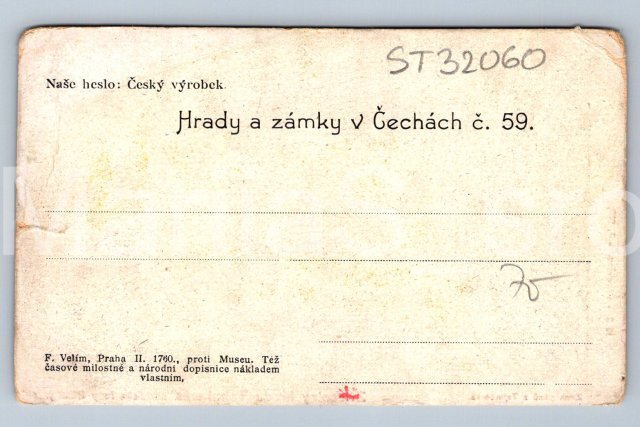 ST32060
Naše heslo: Český výrobek.
Hrady a zámky v Čechách č. 59.
75
F. Velím, Praha II. 1760., proti Museu. Též
časové milostné a národní dopisnice nákladem
vlastním,